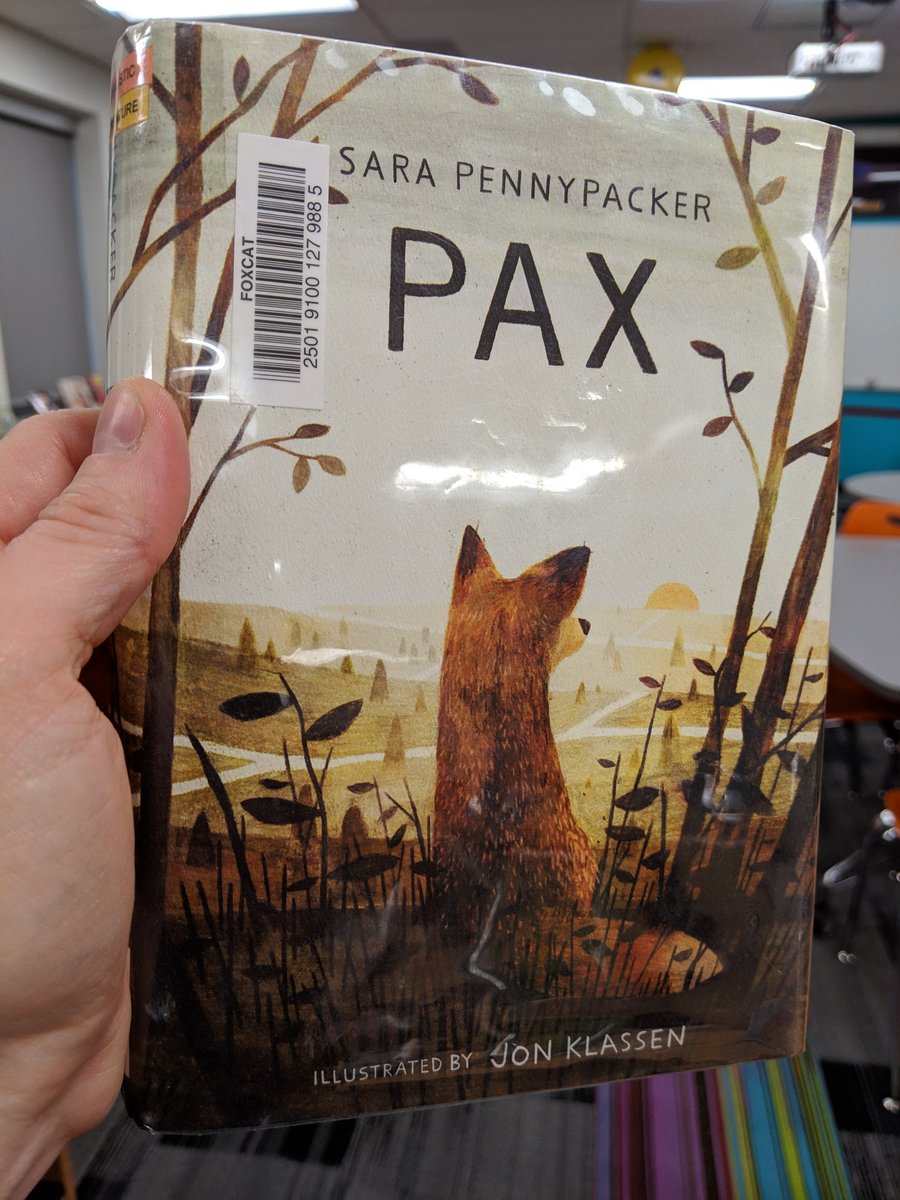 SARA PENNYPACKER
PAX
FOXCAT
2501 9100 127 988 5
ILLUSTRATED BY JON KLASSEN